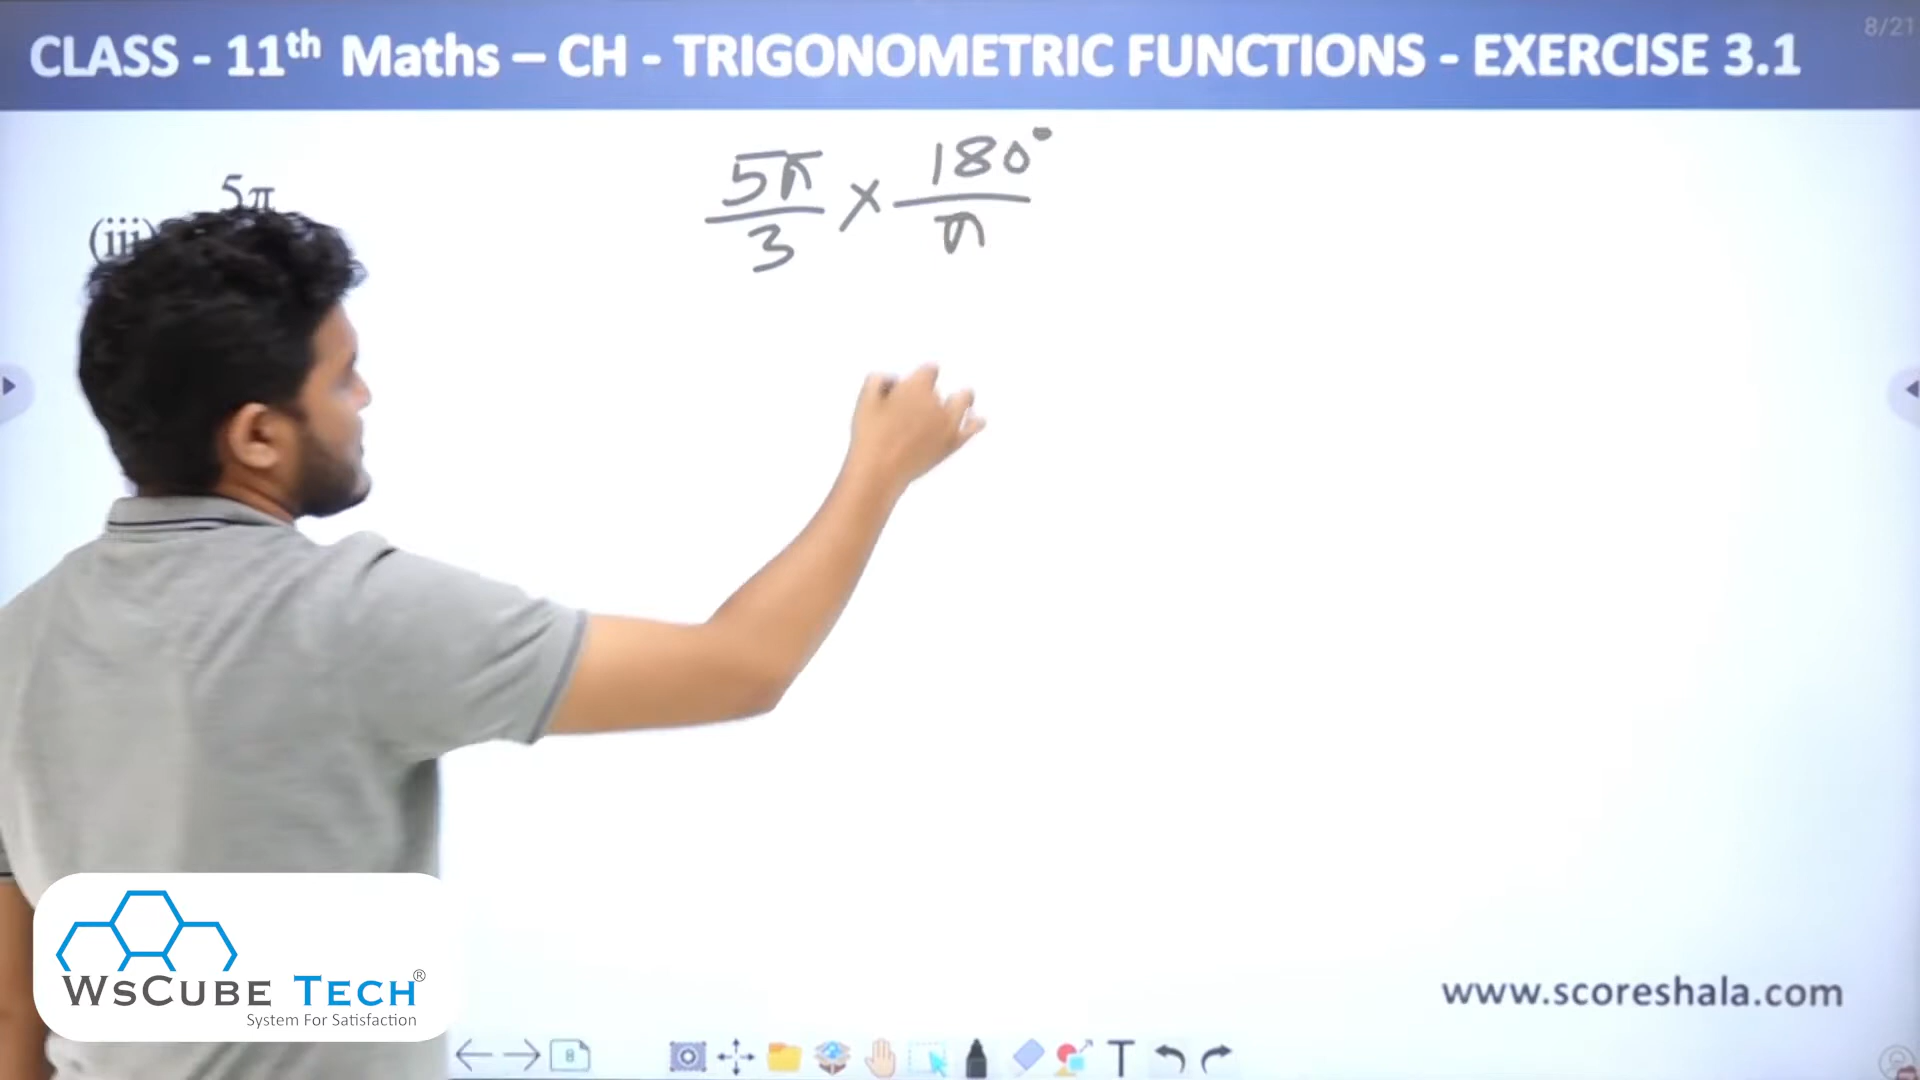 8/21
CLASS - 11th Maths – CH - TRIGONOMETRIC FUNCTIONS - EXERCISE 3.1
(iii) 5π
5π/3 × 180°/π
WsCube Tech®
System For Satisfaction
www.scoreshala.com
8
T